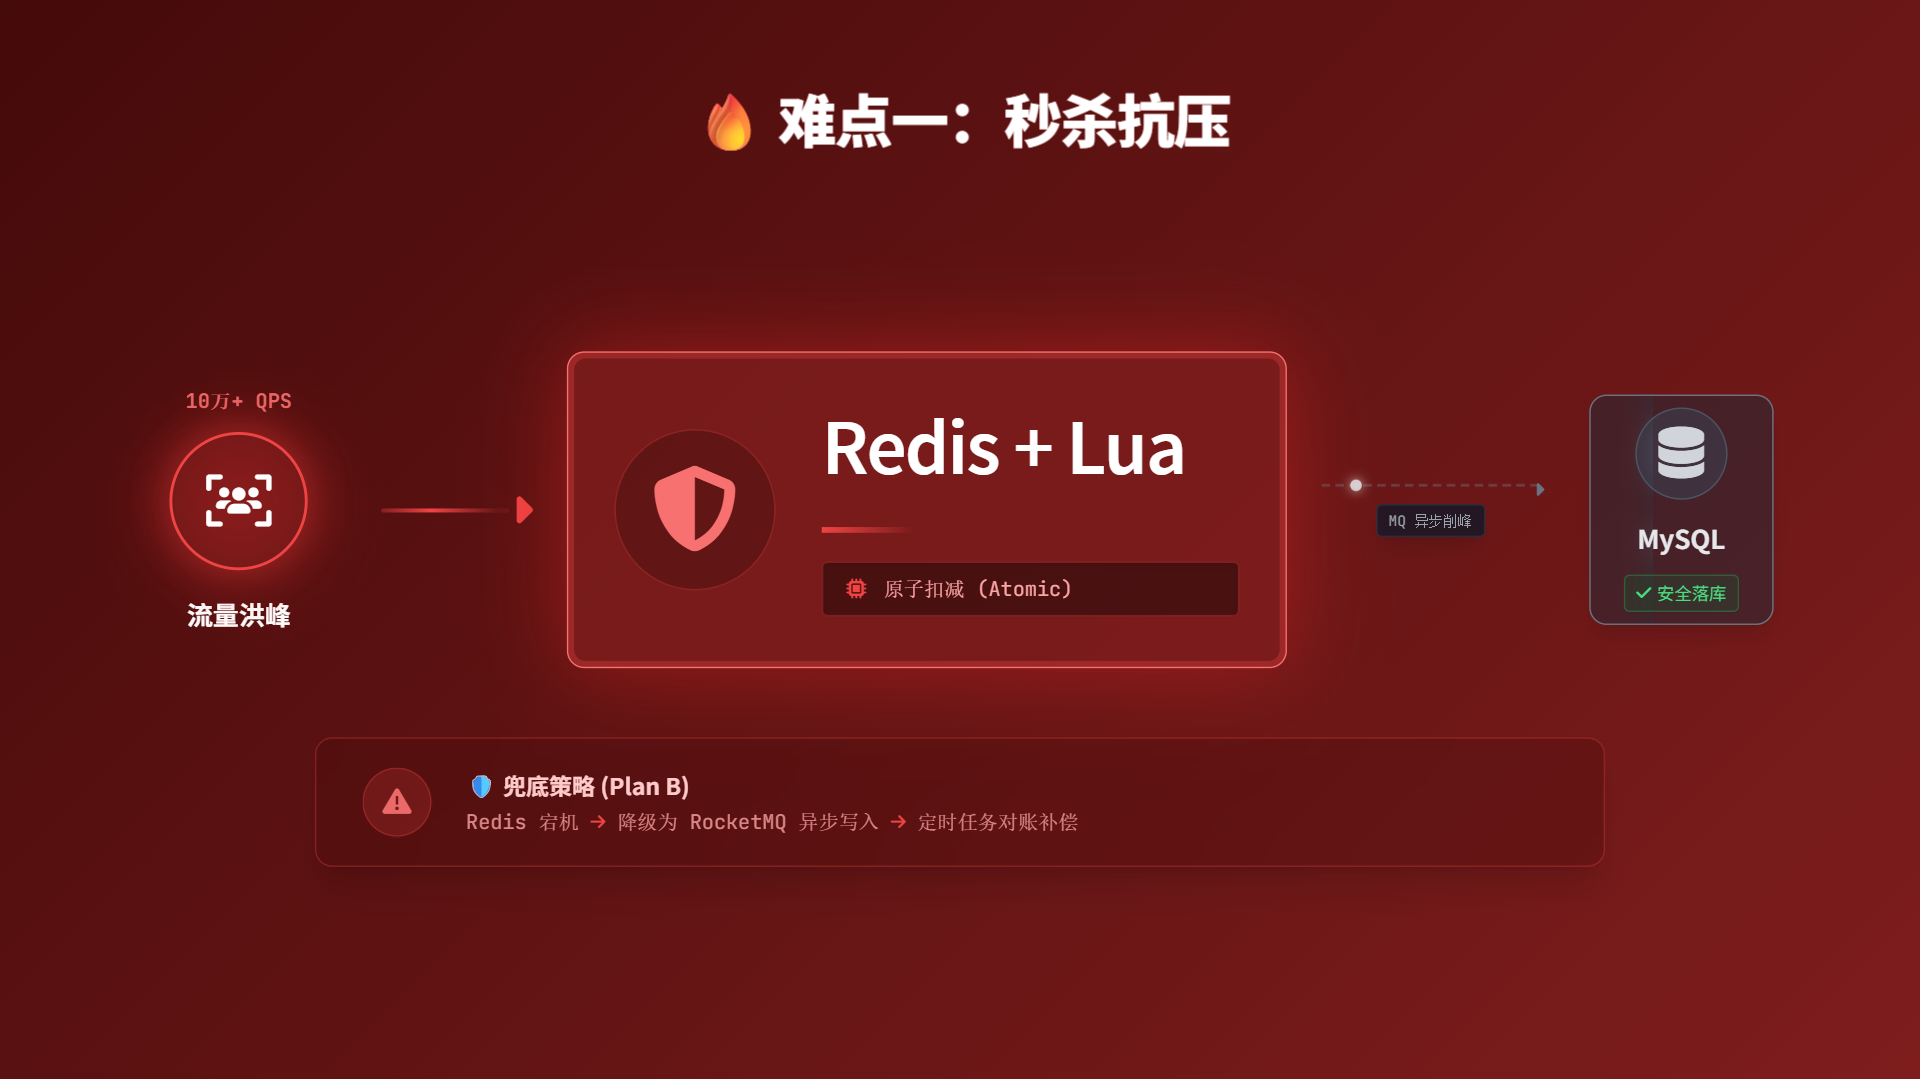 🔥 难点一：秒杀抗压
10万+ QPS
流量洪峰
Redis + Lua
原子扣减 (Atomic)
MQ 异步削峰
MySQL
安全落库
🛡️ 兜底策略 (Plan B)
Redis 宕机 → 降级为 RocketMQ 异步写入 → 定时任务对账补偿